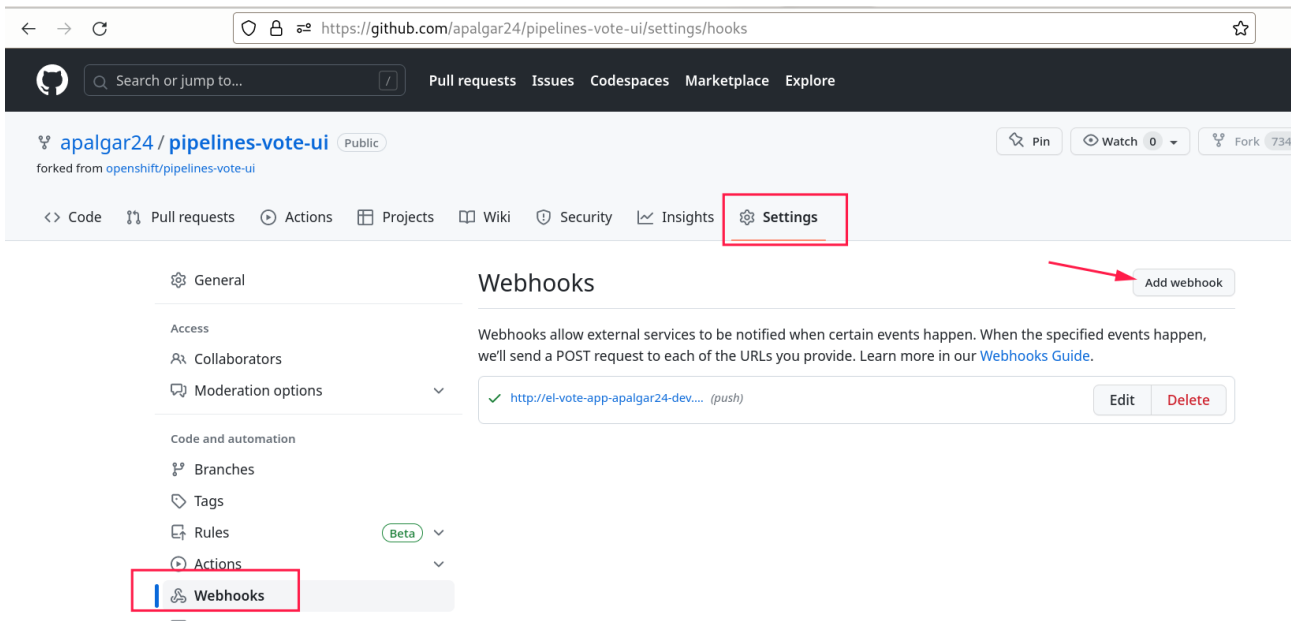 https://github.com/apalgar24/pipelines-vote-ui/settings/hooks
Search or jump to... / Pull requests Issues Codespaces Marketplace Explore
apalgar24 / pipelines-vote-ui Public Pin Watch 0 Fork 734
forked from openshift/pipelines-vote-ui
<> Code Pull requests Actions Projects Wiki Security Insights Settings
General
Access
Collaborators
Moderation options
Code and automation
Branches
Tags
Rules Beta
Actions
Webhooks
Webhooks Add webhook
Webhooks allow external services to be notified when certain events happen. When the specified events happen,
we'll send a POST request to each of the URLs you provide. Learn more in our Webhooks Guide.
http://el-vote-app-apalgar24-dev.... (push) Edit Delete